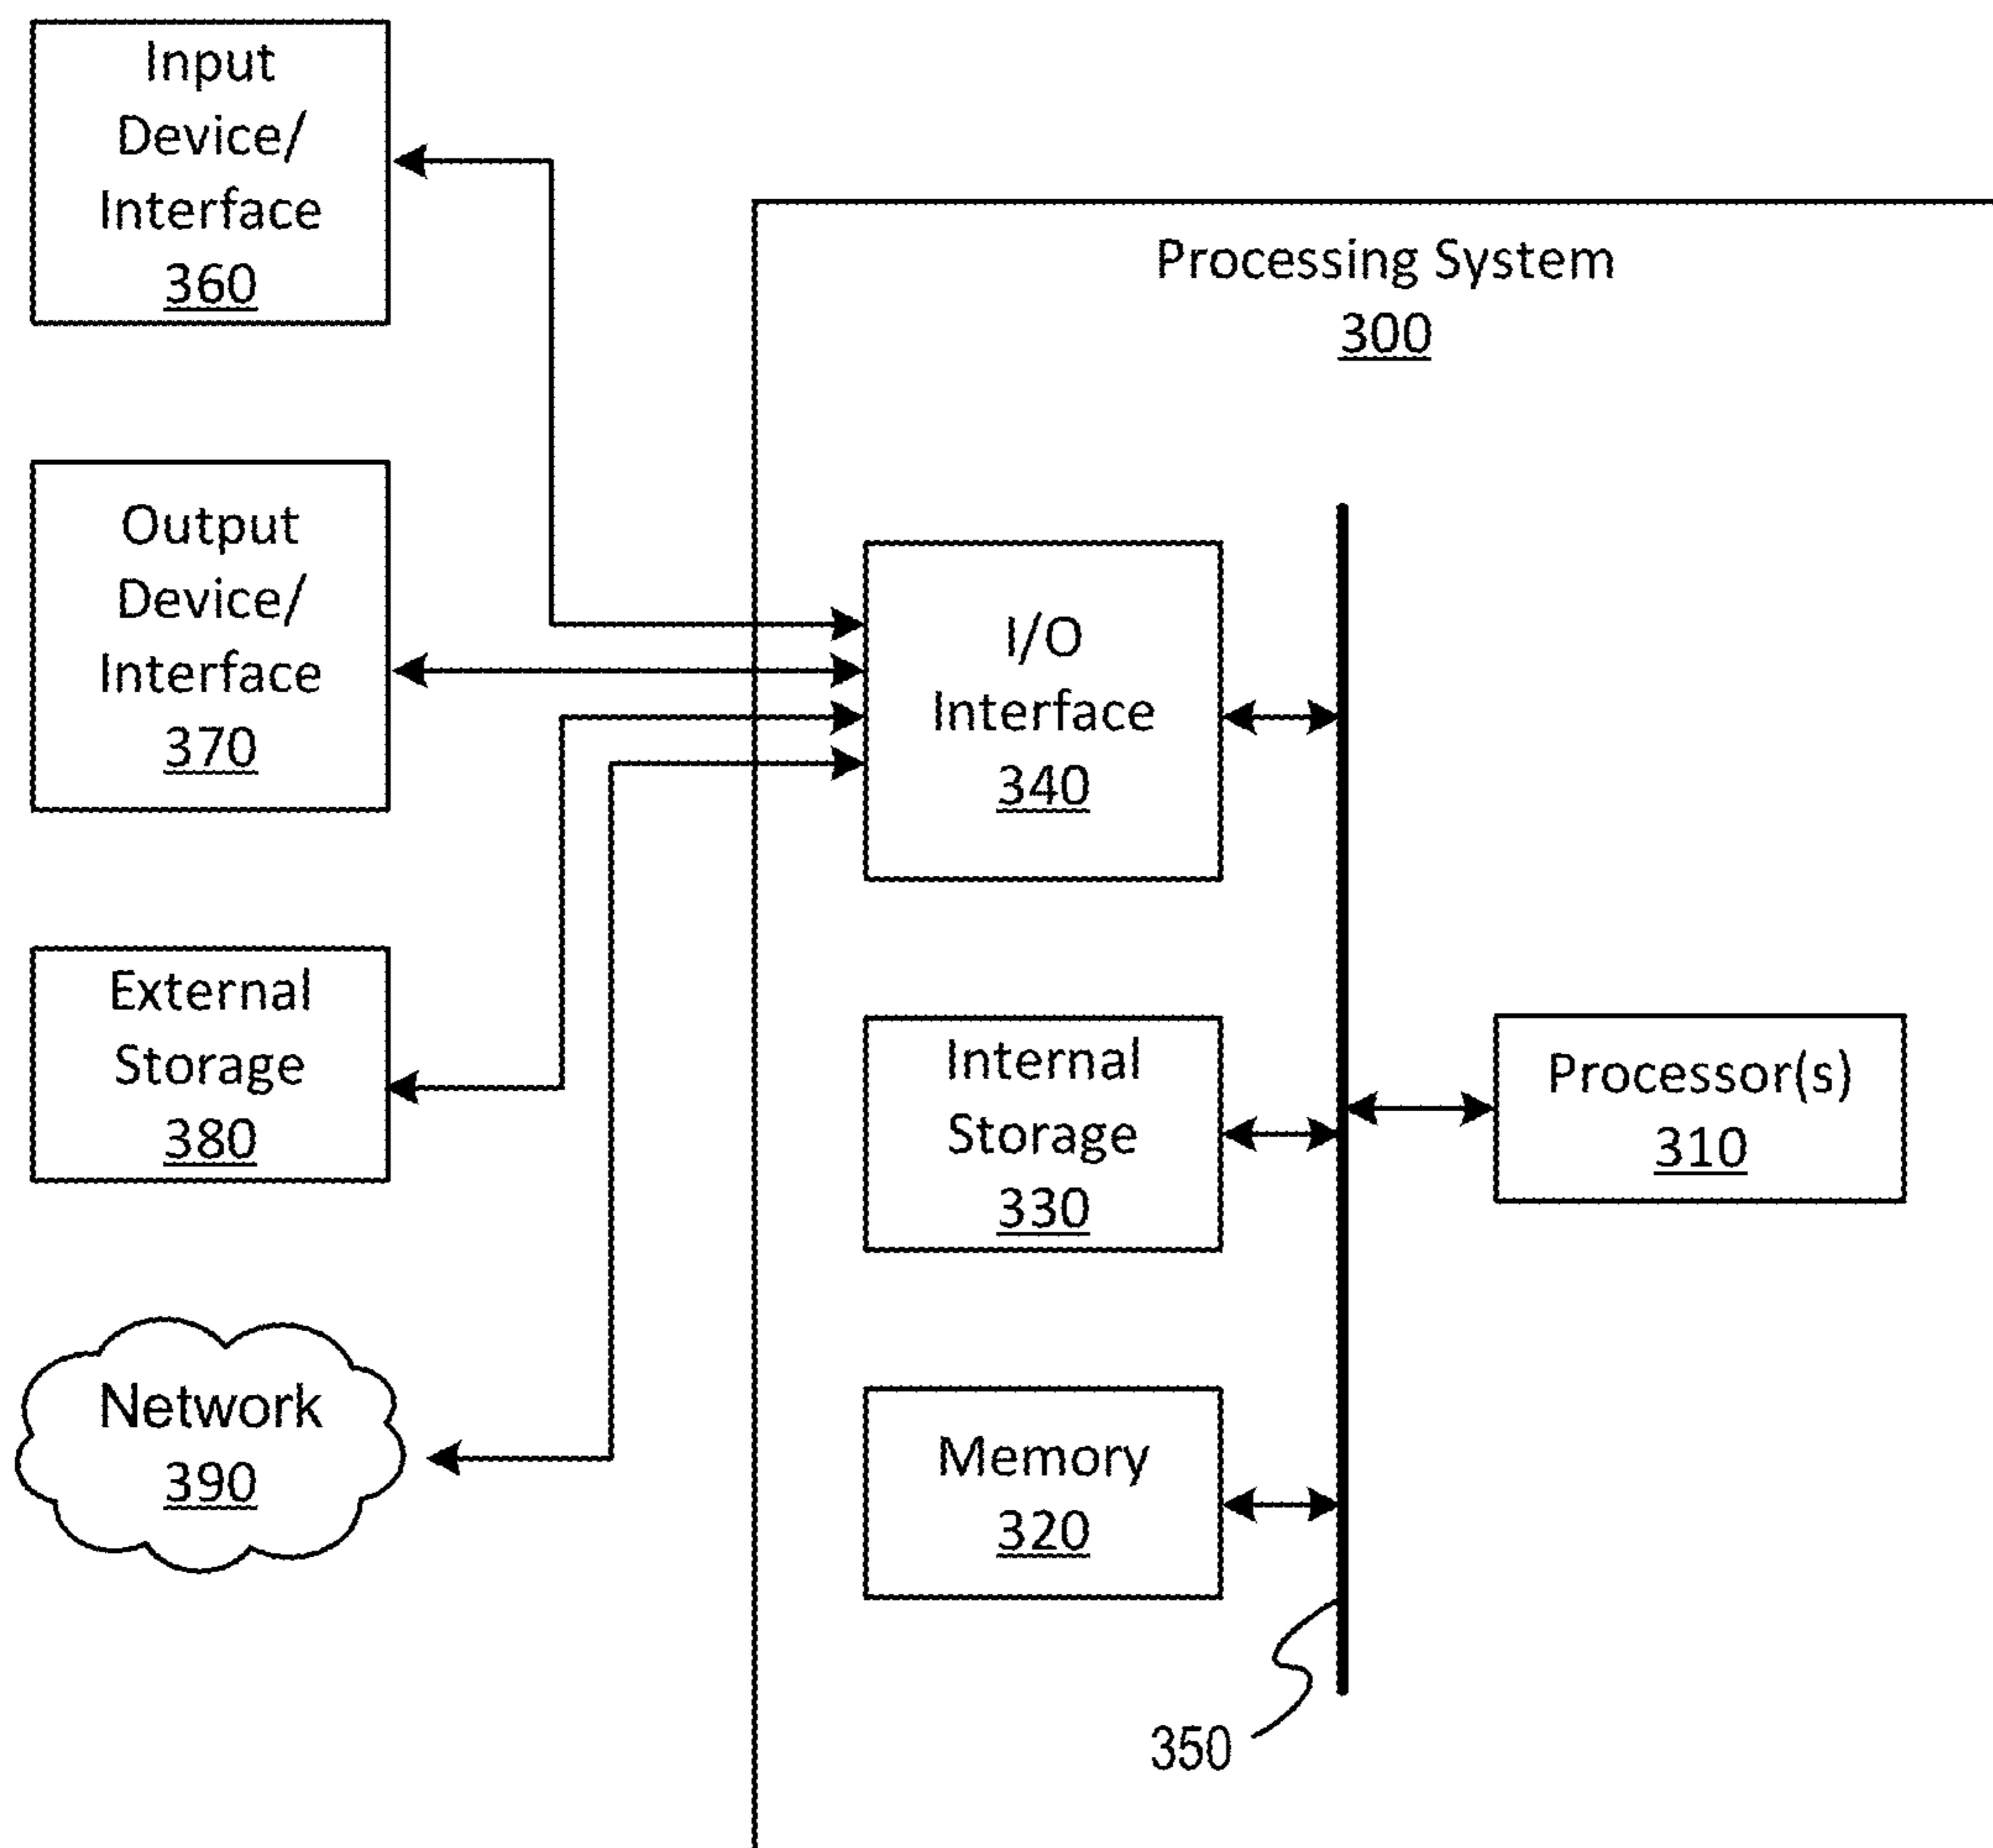 Input
Device/
Interface
360
Processing System
300
Output
Device/
Interface
370
I/O
Interface
340
External
Storage
380
Internal
Storage
330
Processor(s)
310
Network
390
Memory
320
350